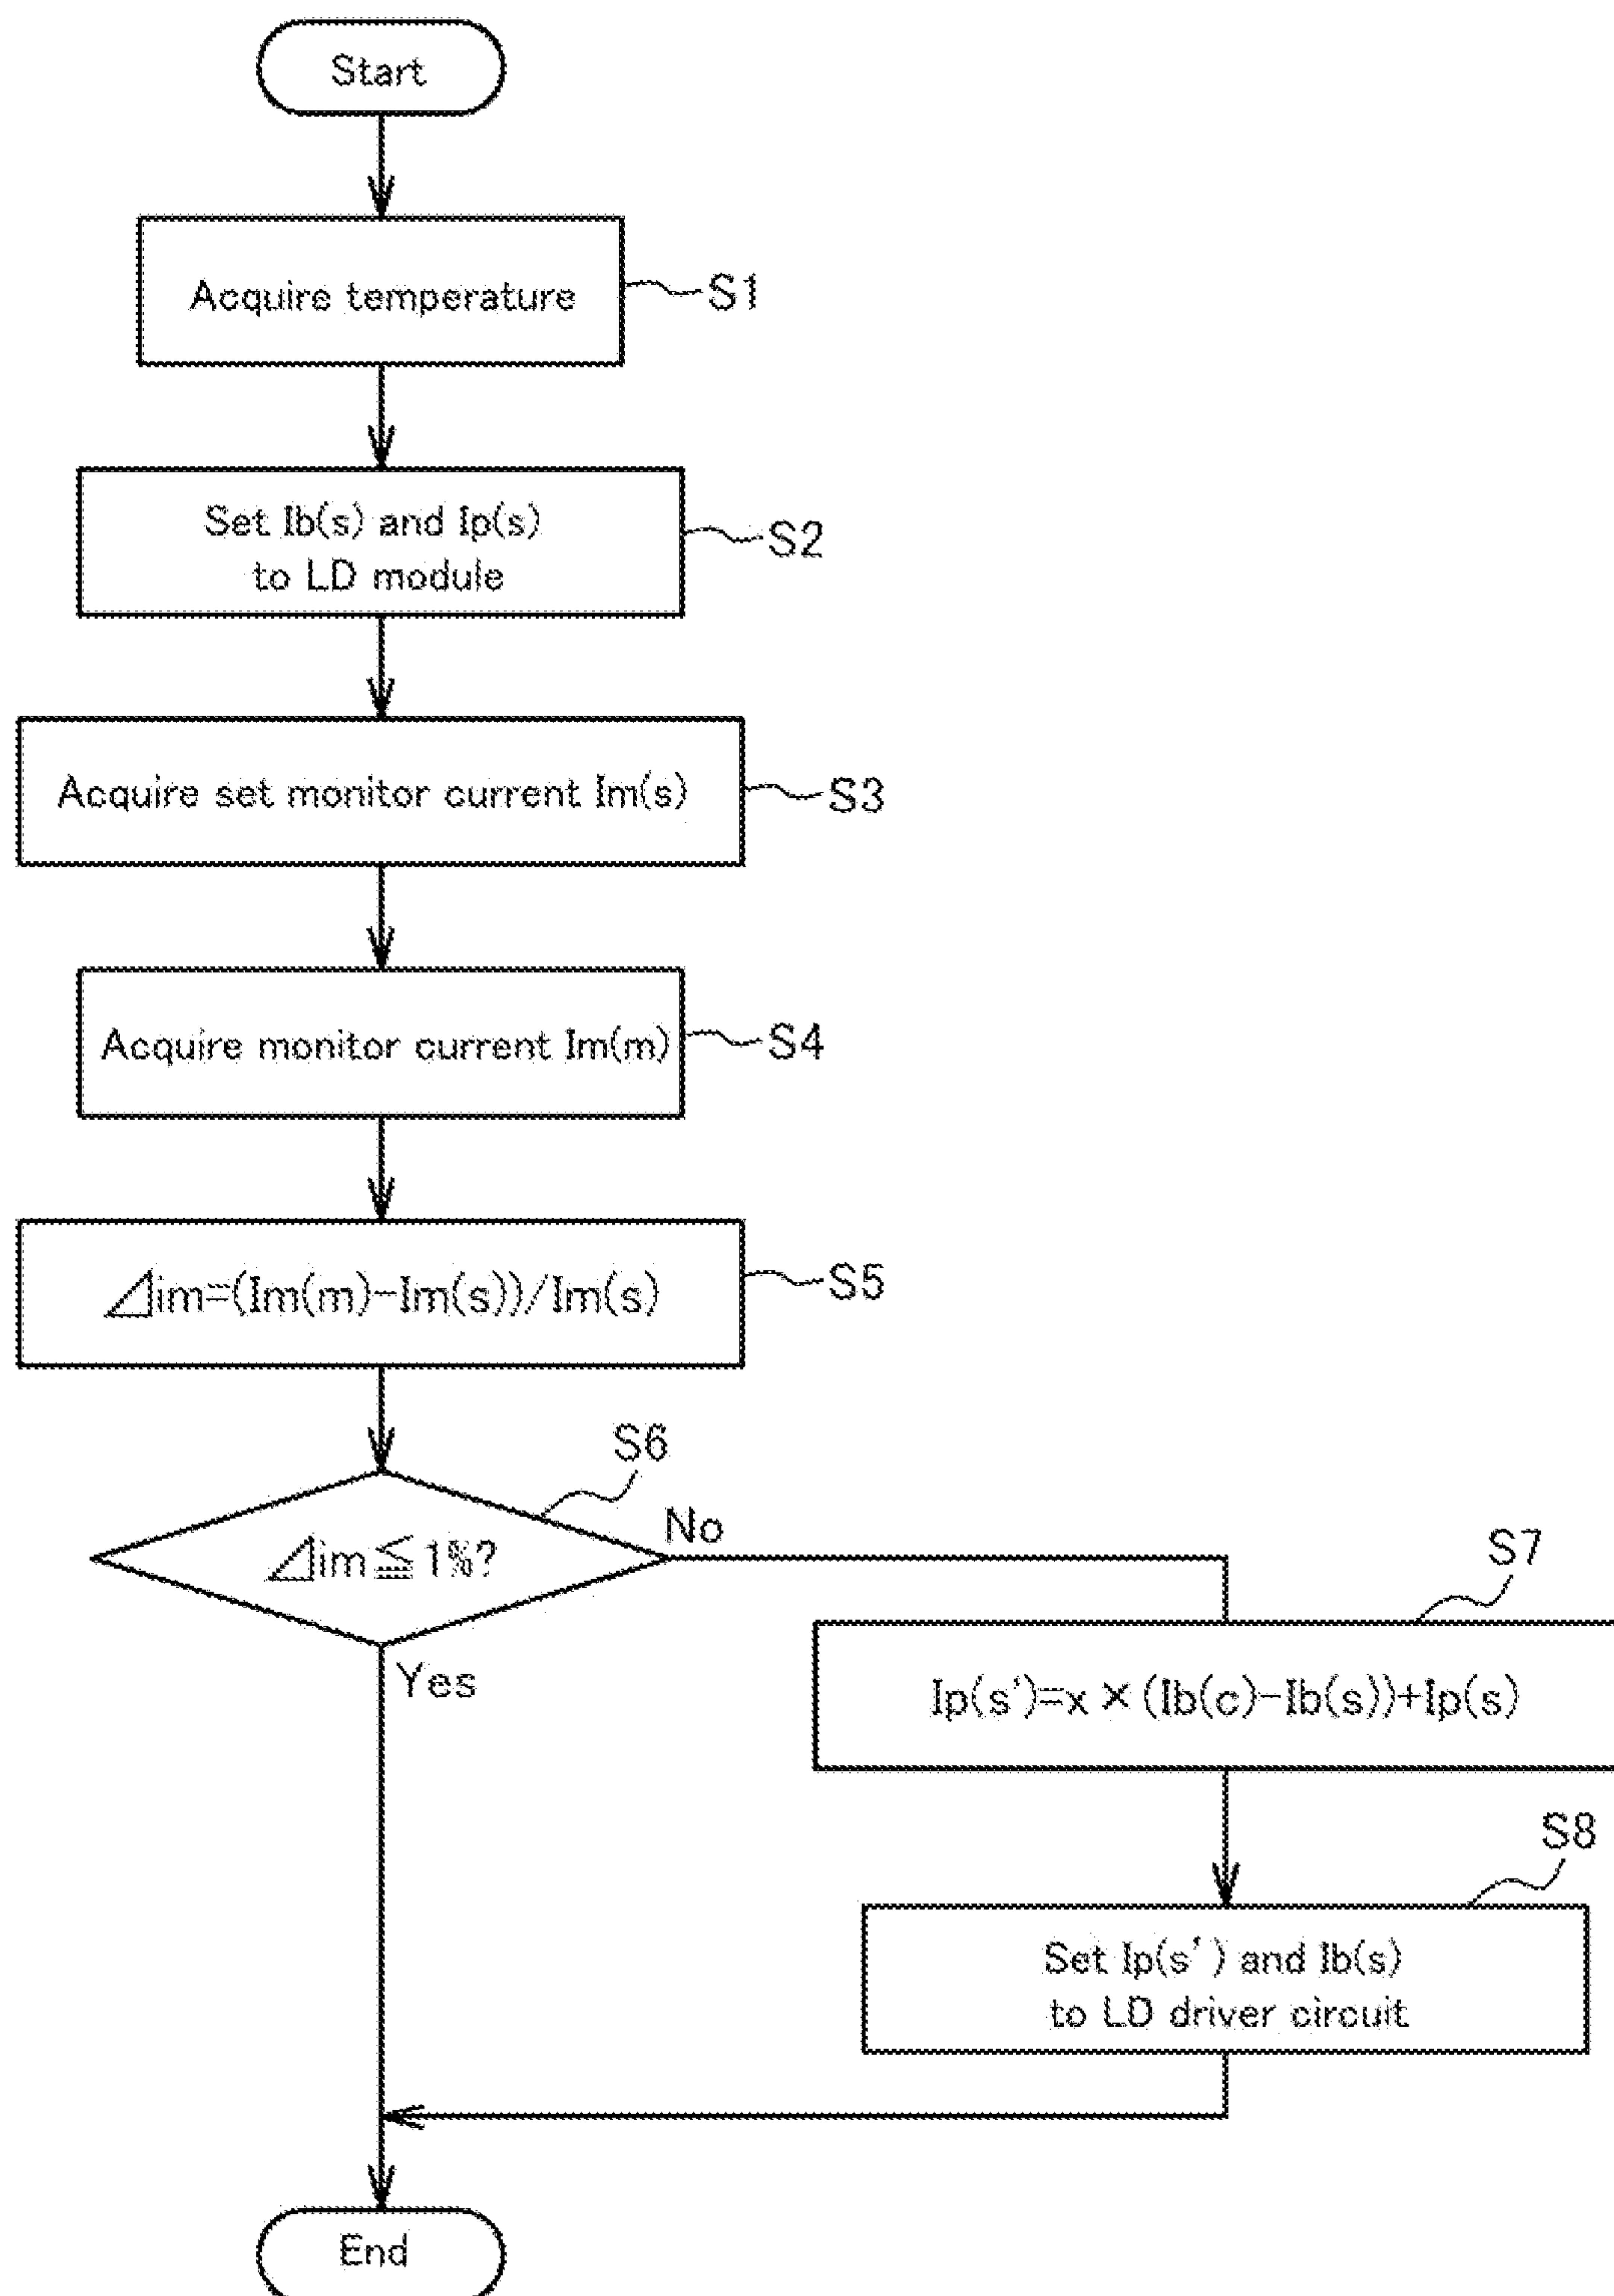 Start
Acquire temperature
S1
Set Ib(s) and Ip(s)
to LD module
S2
Acquire set monitor current Im(s)
S3
Acquire monitor current Im(m)
S4
⊿im=(Im(m)-Im(s))/Im(s)
S5
S6
⊿im≦1%?
No
Yes
S7
Ip(s')=x×(Ib(c)-Ib(s))+Ip(s)
S8
Set Ip(s') and Ib(s)
to LD driver circuit
End